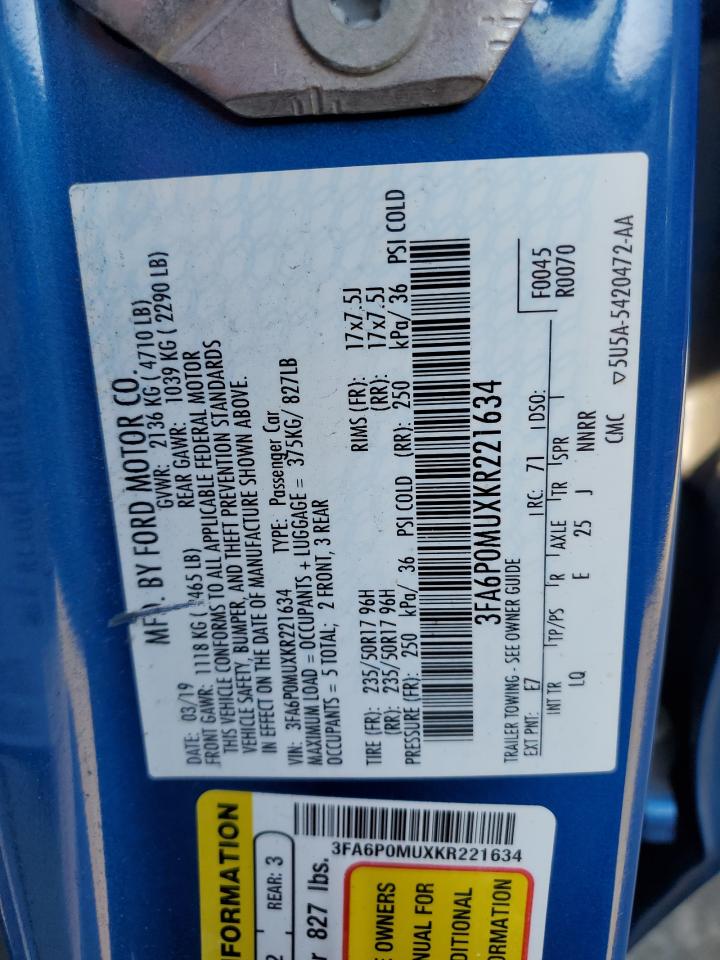 MFD. BY FORD MOTOR CO.
DATE: 03/19 GVWR: 2136 KG ( 4710 LB)
FRONT GAWR: 1118 KG ( 2465 LB) REAR GAWR: 1039 KG ( 2290 LB)
THIS VEHICLE CONFORMS TO ALL APPLICABLE FEDERAL MOTOR
VEHICLE SAFETY, BUMPER, AND THEFT PREVENTION STANDARDS
IN EFFECT ON THE DATE OF MANUFACTURE SHOWN ABOVE.
VIN: 3FA6P0MUXKR221634 TYPE: Passenger Car
MAXIMUM LOAD = OCCUPANTS + LUGGAGE = 375KG/ 827LB
OCCUPANTS = 5 TOTAL; 2 FRONT, 3 REAR
TIRE (FR): 235/50R17 96H RIMS (FR): 17x7.5J
(RR): 235/50R17 96H (RR): 17x7.5J
PRESSURE (FR): 250 kPa/ 36 PSI COLD (RR): 250 kPa/ 36 PSI COLD
3FA6P0MUXKR221634
TRAILER TOWING - SEE OWNER GUIDE
F0045
R0070
EXT PNT: E7 RC: 71 DSO:
INT TR TP/PS R AXLE TR SPR
LQ E 25 J NNRR
CMC ▽5U5A-5420472-AA
FORMATION
2 REAR: 3
827 lbs.
3FA6P0MUXKR221634
OWNERS
FOR